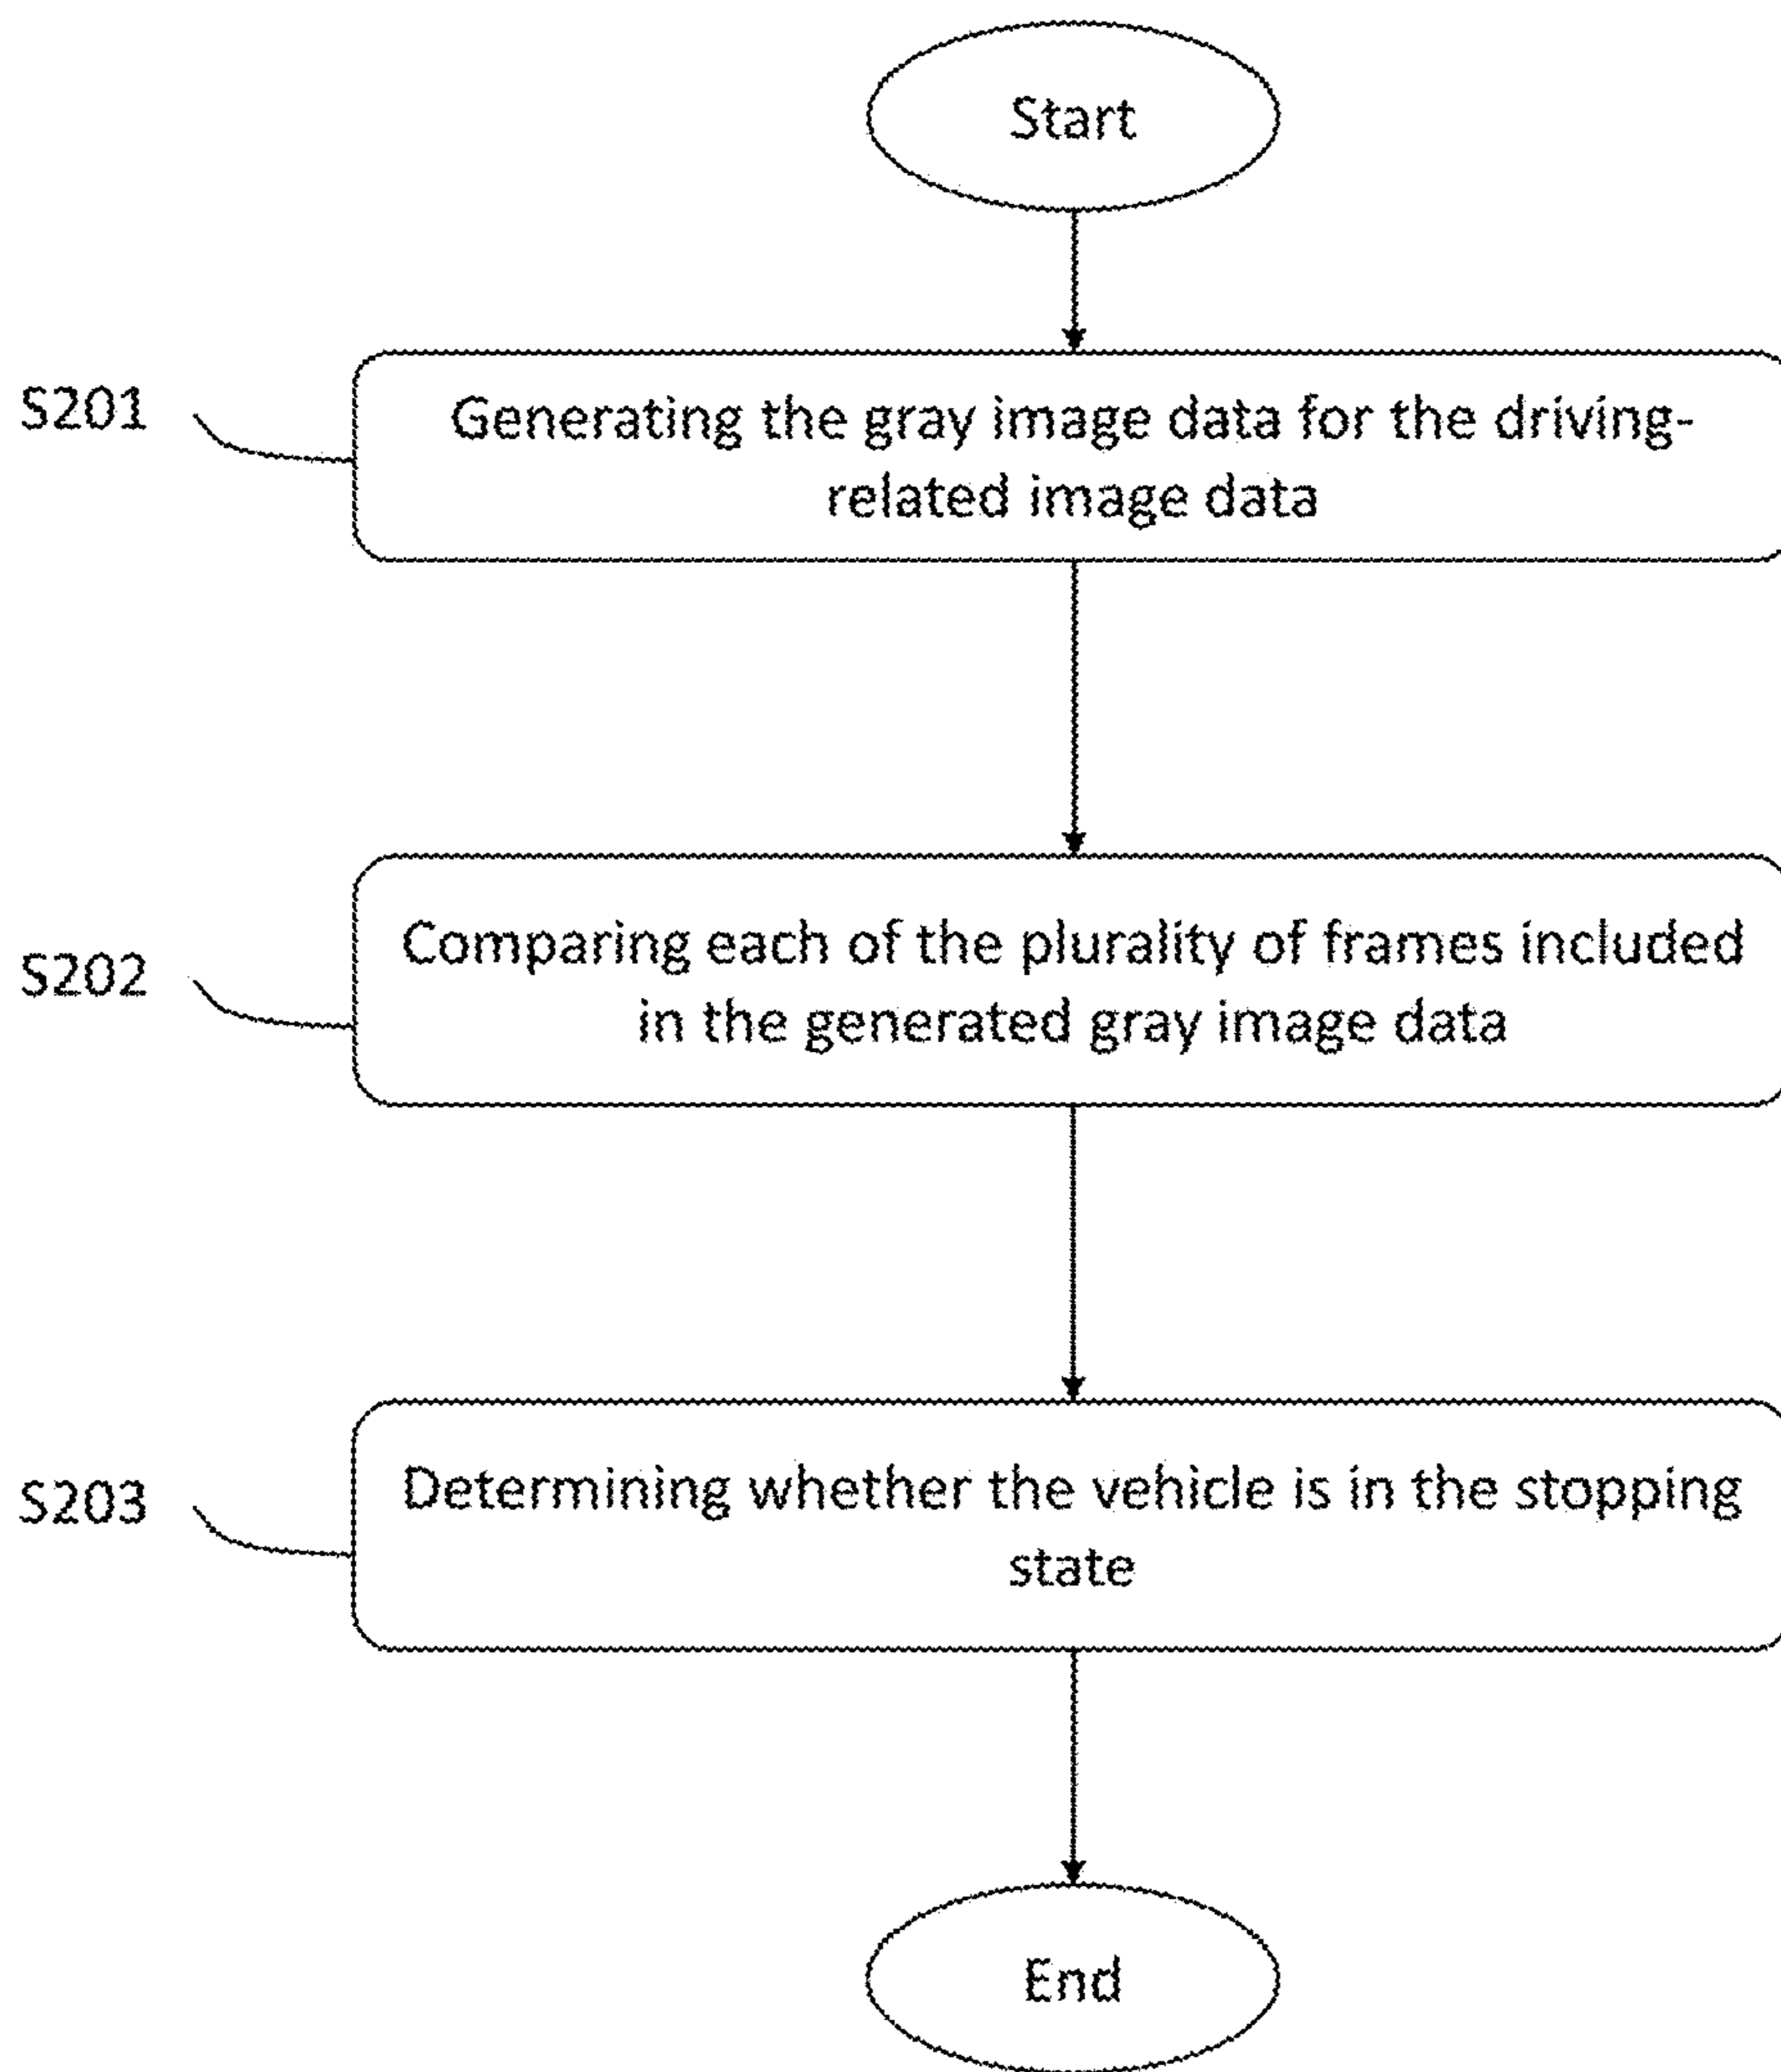 Start
S201
Generating the gray image data for the driving-
related image data
S202
Comparing each of the plurality of frames included
in the generated gray image data
S203
Determining whether the vehicle is in the stopping
state
End